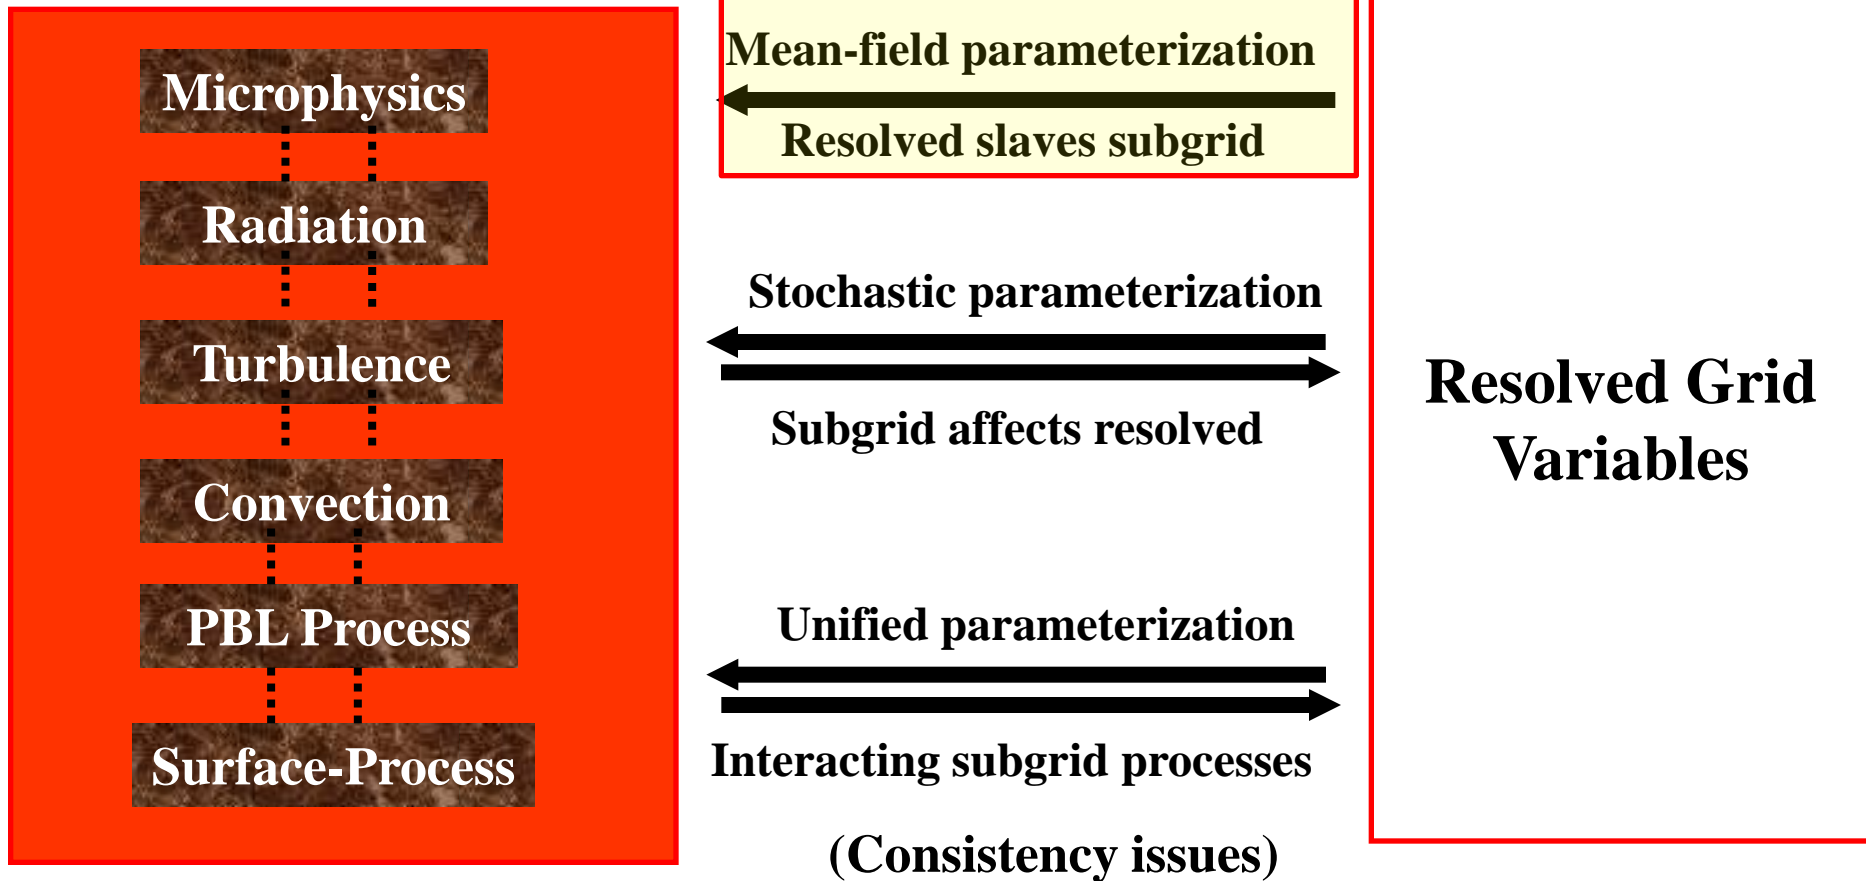 Microphysics
Radiation
Turbulence
Convection
PBL Process
Surface-Process
Mean-field parameterization
Resolved slaves subgrid
Stochastic parameterization
Subgrid affects resolved
Unified parameterization
Interacting subgrid processes
(Consistency issues)
Resolved Grid
Variables